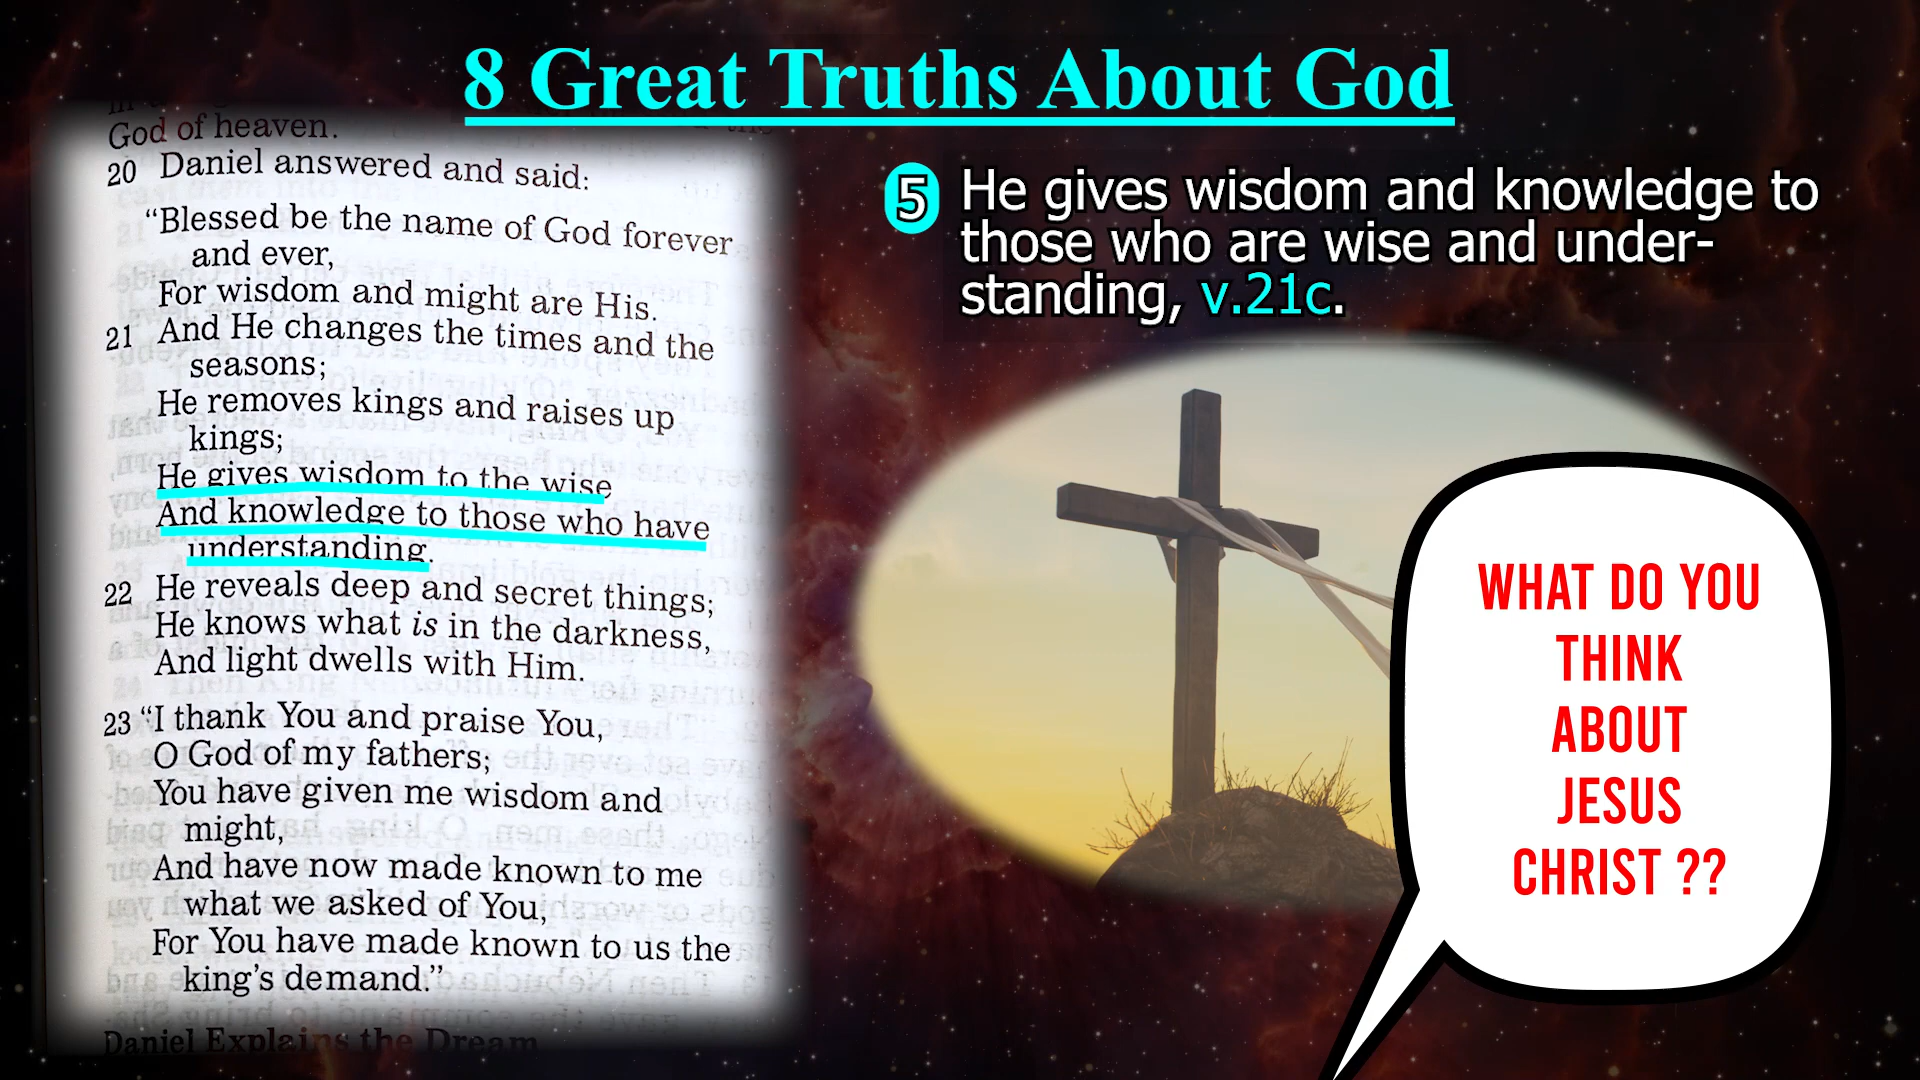 8 Great Truths About God
God of heaven.
20 Daniel answered and said:
“Blessed be the name of God forever
and ever,
For wisdom and might are His.
21 And He changes the times and the
seasons;
He removes kings and raises up
kings;
He gives wisdom to the wise
And knowledge to those who have
understanding.
22 He reveals deep and secret things;
He knows what is in the darkness,
And light dwells with Him.
23 “I thank You and praise You,
O God of my fathers;
You have given me wisdom and
might,
And have now made known to me
what we asked of You,
For You have made known to us the
king’s demand.”
Daniel Explains the Dream
5 He gives wisdom and knowledge to
those who are wise and under-
standing, v.21c.
WHAT DO YOU
THINK
ABOUT
JESUS
CHRIST ??